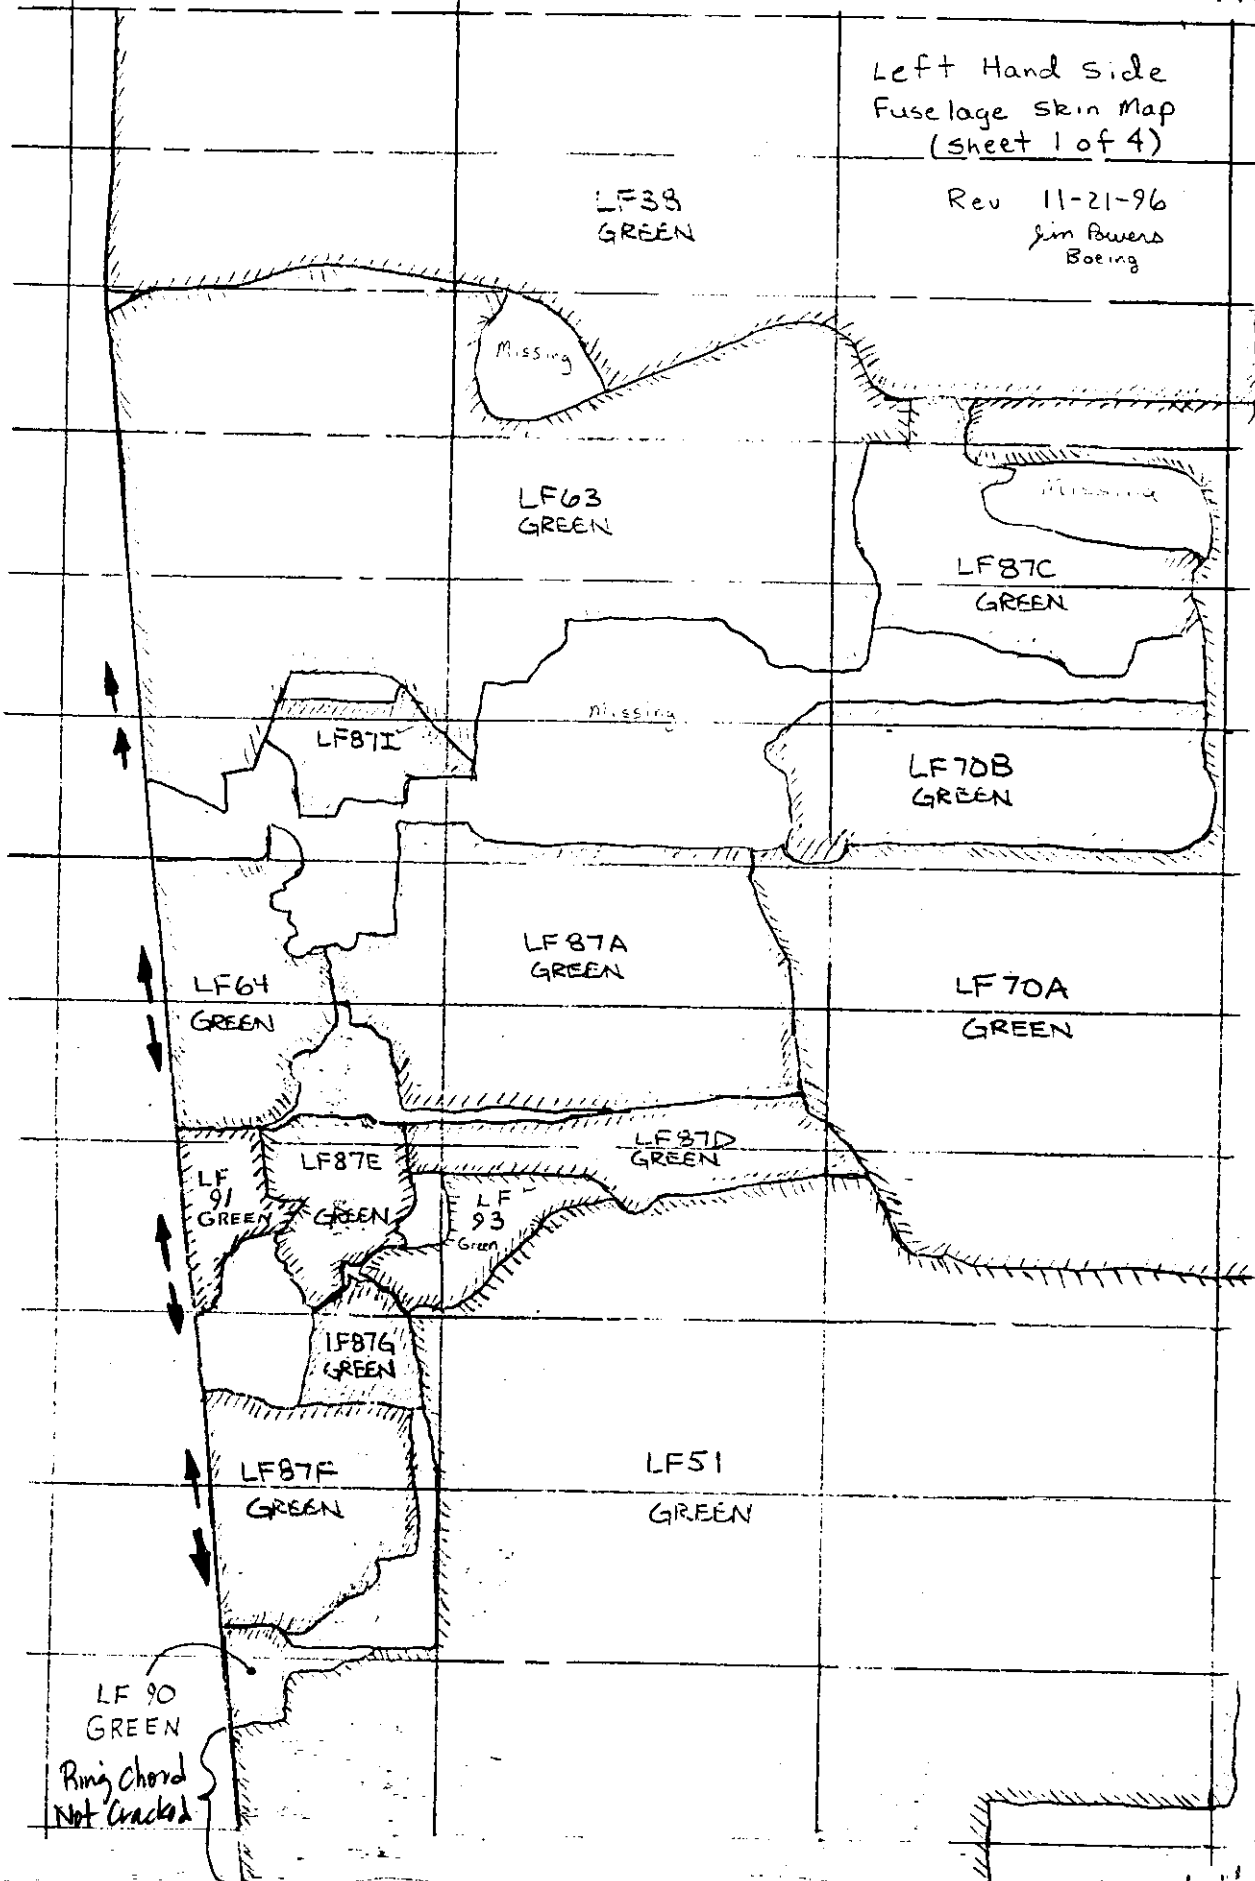 Left Hand Side
Fuselage Skin Map
(sheet 1 of 4)
Rev 11-21-96
Jim Powers
Boeing
LF38
GREEN
Missing
LF63
GREEN
Missing
LF87C
GREEN
Missing
LF87I
LF70B
GREEN
LF87A
GREEN
LF64
GREEN
LF70A
GREEN
LF87D
GREEN
LF87E
GREEN
LF
91
GREEN
LF
93
Green
LF87G
GREEN
LF87F
GREEN
LF51
GREEN
LF 90
GREEN
Ring Chord
Not Cracked